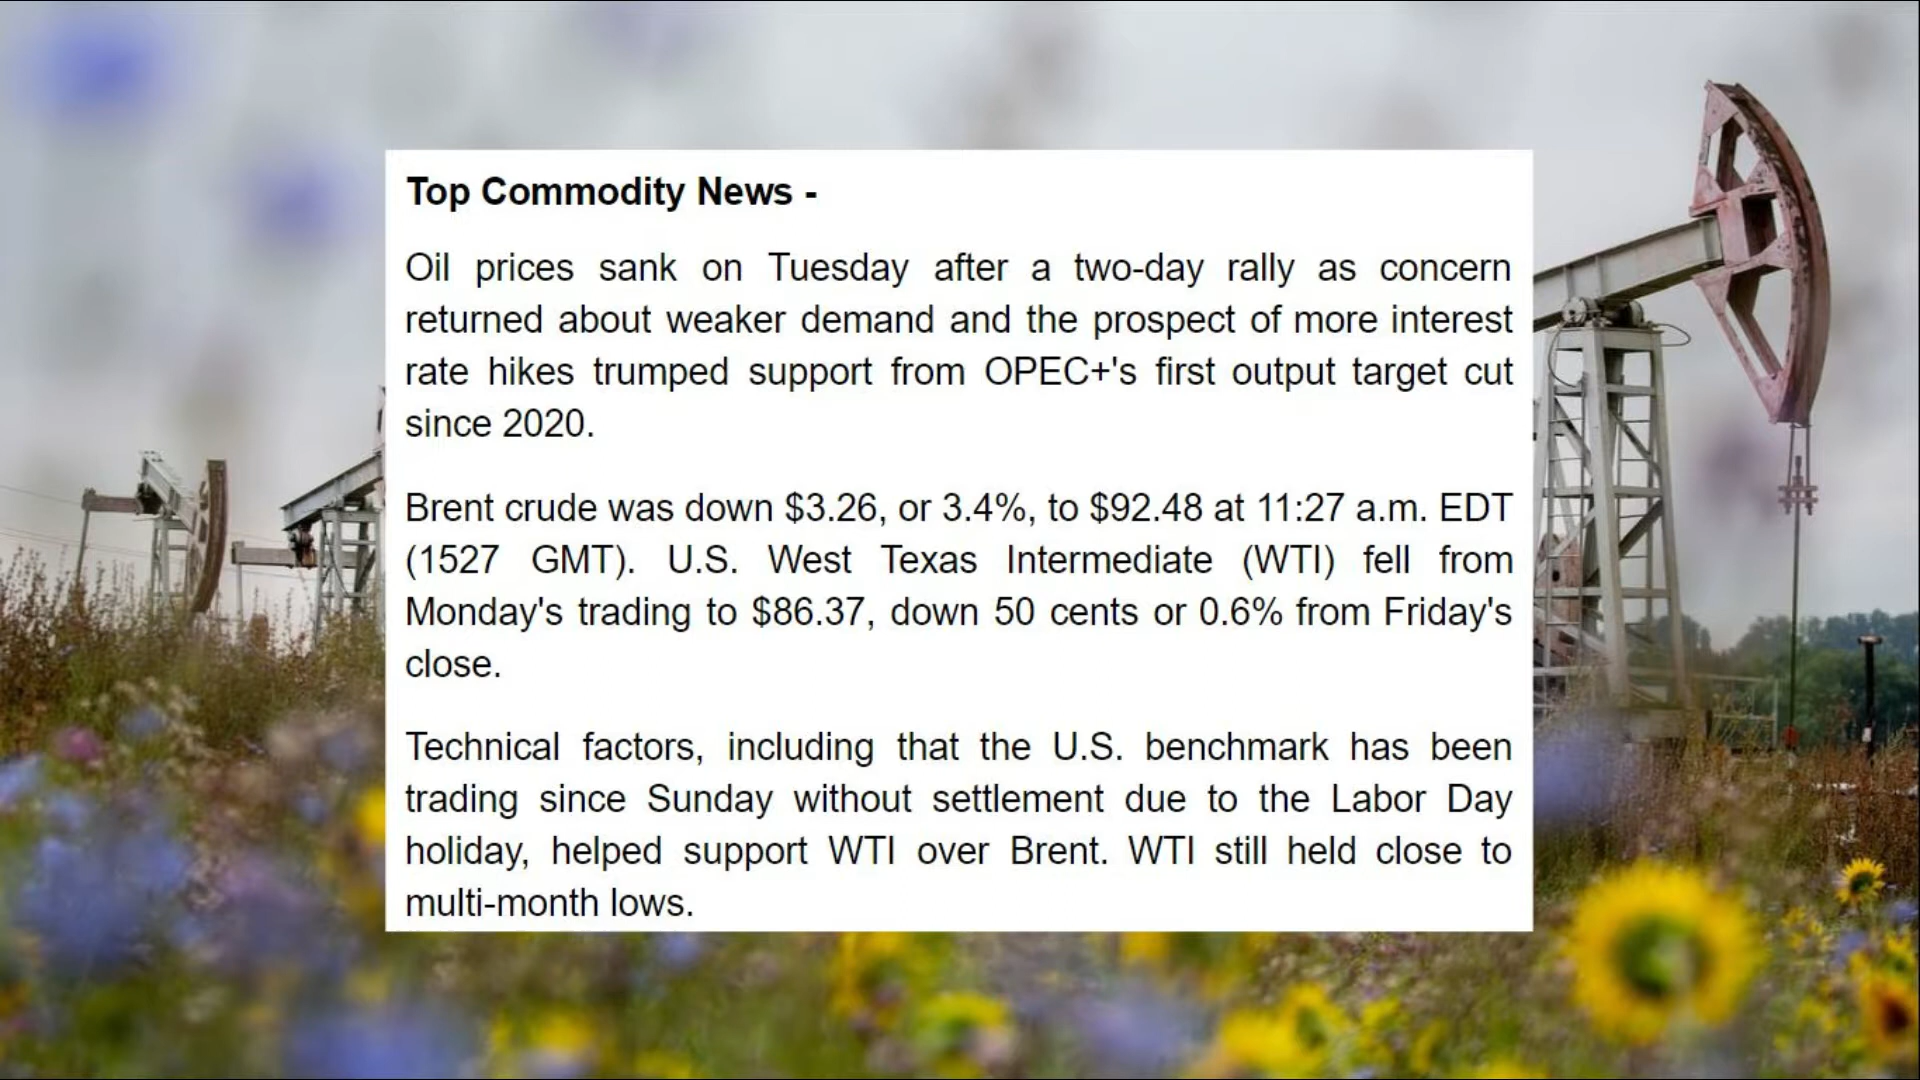 Top Commodity News -
Oil prices sank on Tuesday after a two-day rally as concern
returned about weaker demand and the prospect of more interest
rate hikes trumped support from OPEC+'s first output target cut
since 2020.
Brent crude was down $3.26, or 3.4%, to $92.48 at 11:27 a.m. EDT
(1527 GMT). U.S. West Texas Intermediate (WTI) fell from
Monday's trading to $86.37, down 50 cents or 0.6% from Friday's
close.
Technical factors, including that the U.S. benchmark has been
trading since Sunday without settlement due to the Labor Day
holiday, helped support WTI over Brent. WTI still held close to
multi-month lows.